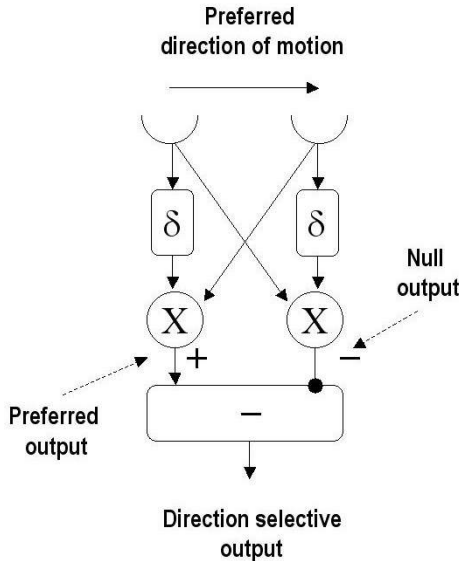 Preferred
direction of motion
δ δ
Null
output
X X
+ −
Preferred
output
−
Direction selective
output